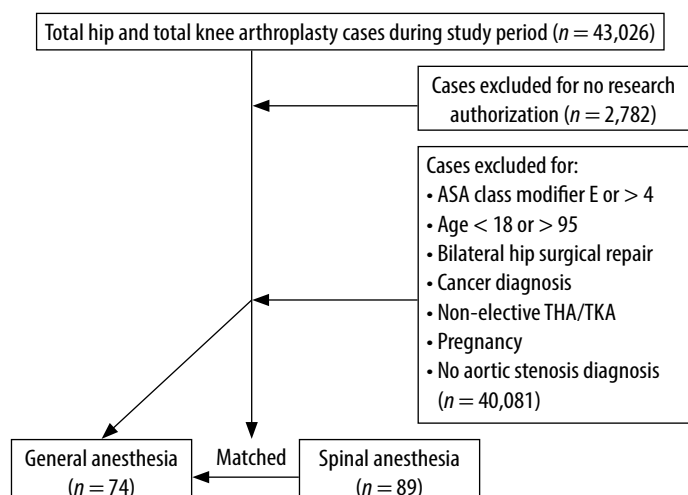 Total hip and total knee arthroplasty cases during study period (n = 43,026)
Cases excluded for no research
authorization (n = 2,782)
Cases excluded for:
• ASA class modifier E or > 4
• Age < 18 or > 95
• Bilateral hip surgical repair
• Cancer diagnosis
• Non-elective THA/TKA
• Pregnancy
• No aortic stenosis diagnosis
(n = 40,081)
General anesthesia
(n = 74)
Matched
Spinal anesthesia
(n = 89)